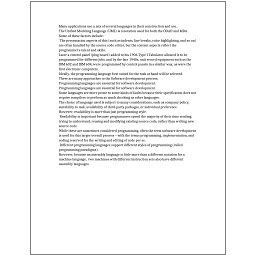 Many applications use a mix of several languages in their construction and use.
The Unified Modeling Language (UML) is a notation used for both the OOAD and MDA.
Some of these factors include:
The presentation aspects of this (such as indents, line breaks, color highlighting, and so on) are often handled by the source code editor, but the content aspects reflect the programmer's talent and skills.
Later a control panel (plug board) added to his 1906 Type I Tabulator allowed it to be programmed for different jobs, and by the late 1940s, unit record equipment such as the IBM 602 and IBM 604, were programmed by control panels in a similar way, as were the first electronic computers.
Ideally, the programming language best suited for the task at hand will be selected.
There are many approaches to the Software development process.
Programming languages are essential for software development.
Programming languages are essential for software development.
Some languages are more prone to some kinds of faults because their specification does not require compilers to perform as much checking as other languages.
The choice of language used is subject to many considerations, such as company policy, suitability to task, availability of third-party packages, or individual preference.
However, readability is more than just programming style.
Readability is important because programmers spend the majority of their time reading, trying to understand, reusing and modifying existing source code, rather than writing new source code.
While these are sometimes considered programming, often the term software development is used for this larger overall process – with the terms programming, implementation, and coding reserved for the writing and editing of code per se.
Different programming languages support different styles of programming (called programming paradigms).
However, because an assembly language is little more than a different notation for a machine language, two machines with different instruction sets also have different assembly languages.